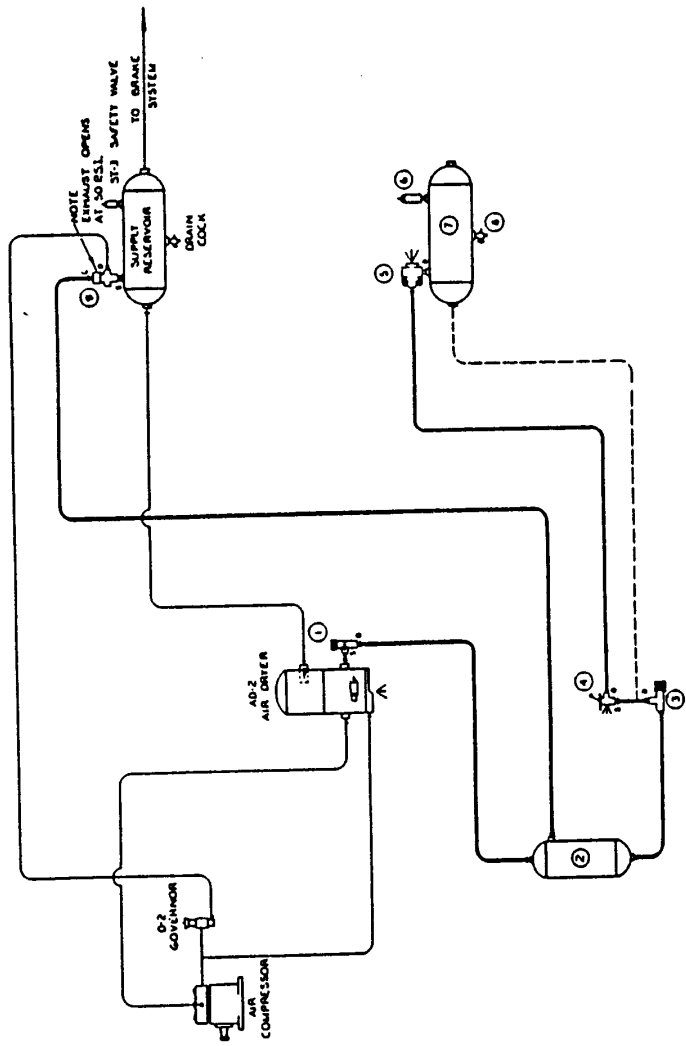 AIR
COMPRESSOR
D-2
GOVERNOR
AD-2
AIR DRYER
1
2
3
4
5
6
7
8
9
NOTE
EXHAUST OPENS
AT 50 P.S.I.
ST-3 SAFETY VALVE
TO BRAKE
SYSTEM
SUPPLY
RESERVOIR
DRAIN
COCK